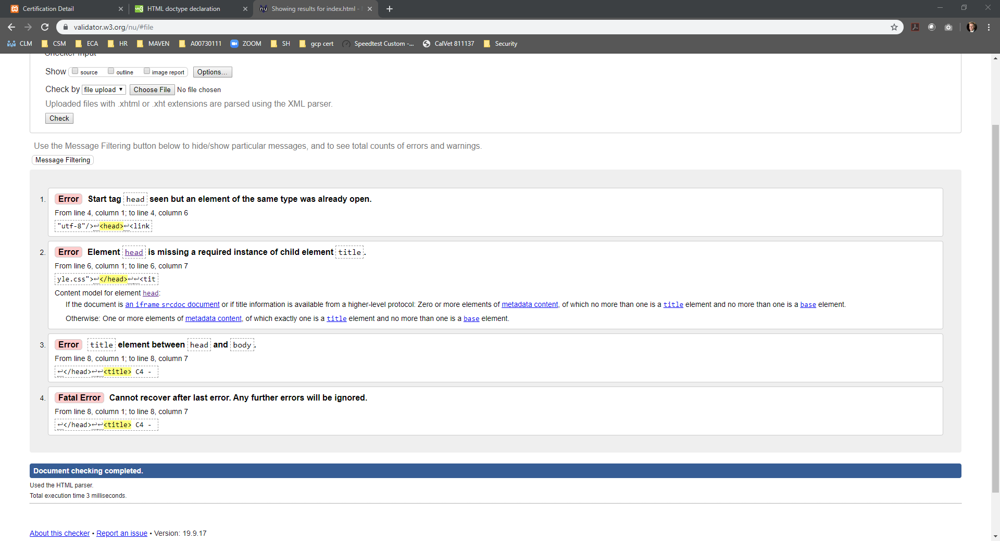 Certification Detail
HTML doctype declaration
Showing results for index.html -
validator.w3.org/nu/#file
CLM CSM ECA HR MAVEN A00730111 ZOOM SH gcp cert Speedtest Custom -... CalVet 811137 Security
Checker Input
Show source outline image report Options...
Check by file upload Choose File No file chosen
Uploaded files with .xhtml or .xht extensions are parsed using the XML parser.
Check
Use the Message Filtering button below to hide/show particular messages, and to see total counts of errors and warnings.
Message Filtering
1. Error Start tag head seen but an element of the same type was already open.
From line 4, column 1; to line 4, column 6
"utf-8"/>↩<head>↩<link
2. Error Element head is missing a required instance of child element title.
From line 6, column 1; to line 6, column 7
yle.css">↩</head>↩↩<tit
Content model for element head:
If the document is an iframe srcdoc document or if title information is available from a higher-level protocol: Zero or more elements of metadata content, of which no more than one is a title element and no more than one is a base element.
Otherwise: One or more elements of metadata content, of which exactly one is a title element and no more than one is a base element.
3. Error title element between head and body.
From line 8, column 1; to line 8, column 7
↩</head>↩↩<title> C4 -
4. Fatal Error Cannot recover after last error. Any further errors will be ignored.
From line 8, column 1; to line 8, column 7
↩</head>↩↩<title> C4 -
Document checking completed.
Used the HTML parser.
Total execution time 3 milliseconds.
About this checker • Report an issue • Version: 19.9.17